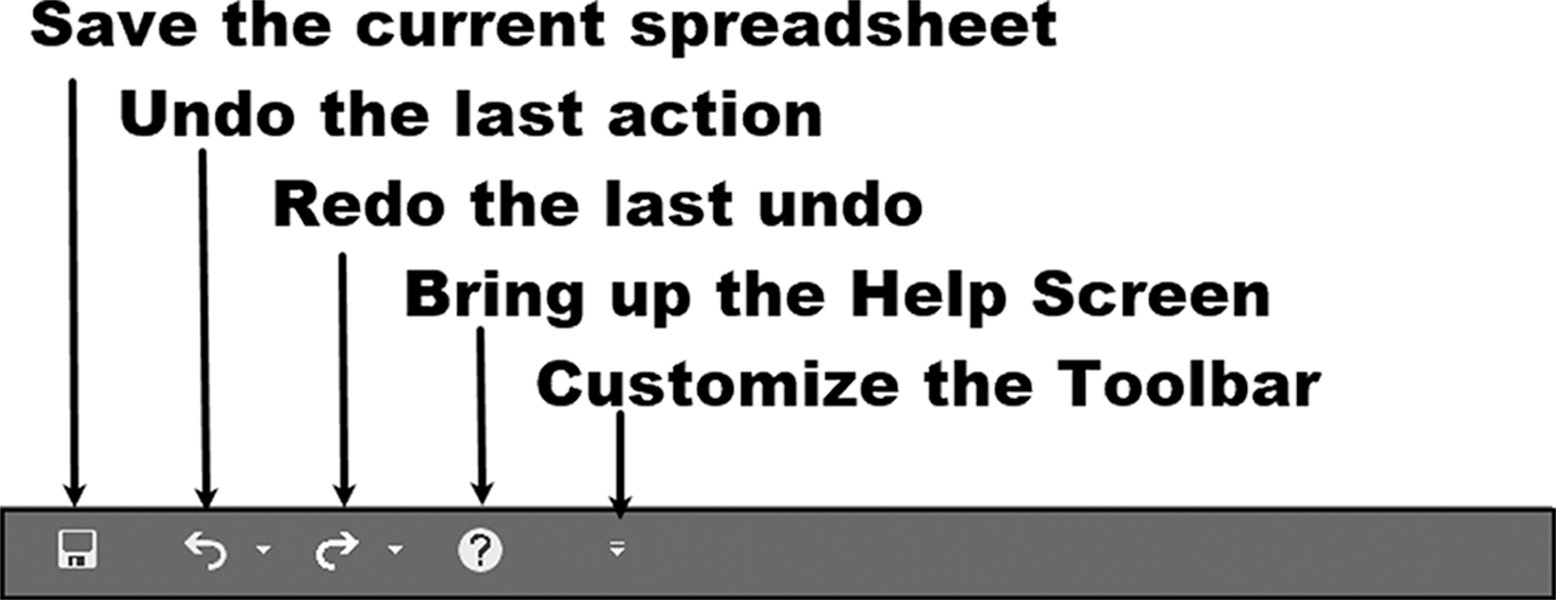 Save the current spreadsheet
Undo the last action
Redo the last undo
Bring up the Help Screen
Customize the Toolbar
?